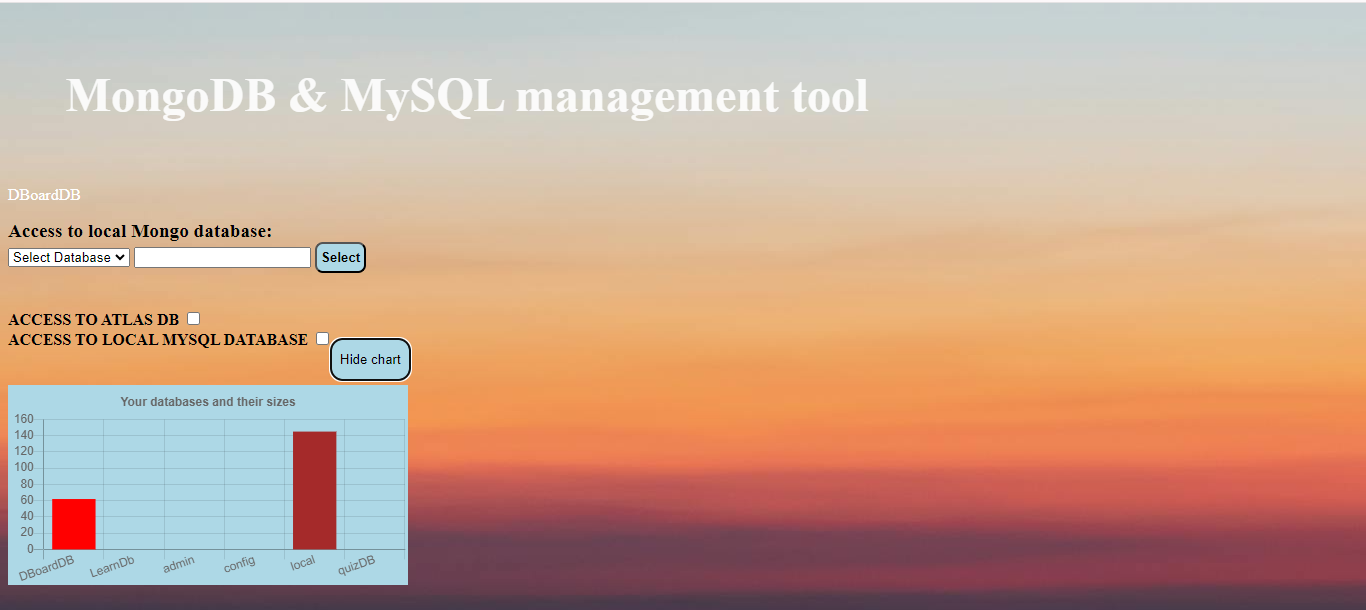 MongoDB & MySQL management tool
DBoardDB
Access to local Mongo database:
Select Database Select
ACCESS TO ATLAS DB
ACCESS TO LOCAL MYSQL DATABASE
Hide chart
Your databases and their sizes
160
140
120
100
80
60
40
20
0
DBoardDB LearnDb admin config local quizDB